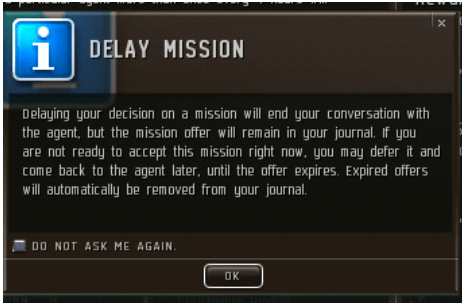 DELAY MISSION
Delaying your decision on a mission will end your conversation with
the agent, but the mission offer will remain in your journal. If you
are not ready to accept this mission right now, you may defer it and
come back to the agent later, until the offer expires. Expired offers
will automatically be removed from your journal.
DO NOT ASK ME AGAIN.
OK